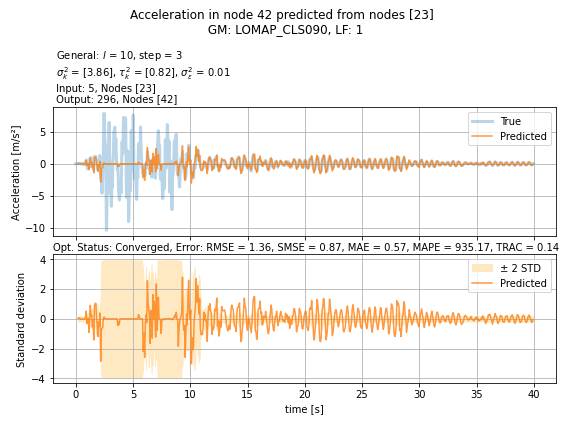 Acceleration in node 42 predicted from nodes [23]
GM: LOMAP_CLS090, LF: 1
General: l = 10, step = 3
σ²ₖ = [3.86], τ²ₖ = [0.82], σ²ε = 0.01
Input: 5, Nodes [23]
Output: 296, Nodes [42]
Acceleration [m/s²]
5
0
−5
−10
True
Predicted
Opt. Status: Converged, Error: RMSE = 1.36, SMSE = 0.87, MAE = 0.57, MAPE = 935.17, TRAC = 0.14
Standard deviation
4
2
0
−2
−4
± 2 STD
Predicted
0 5 10 15 20 25 30 35 40
time [s]